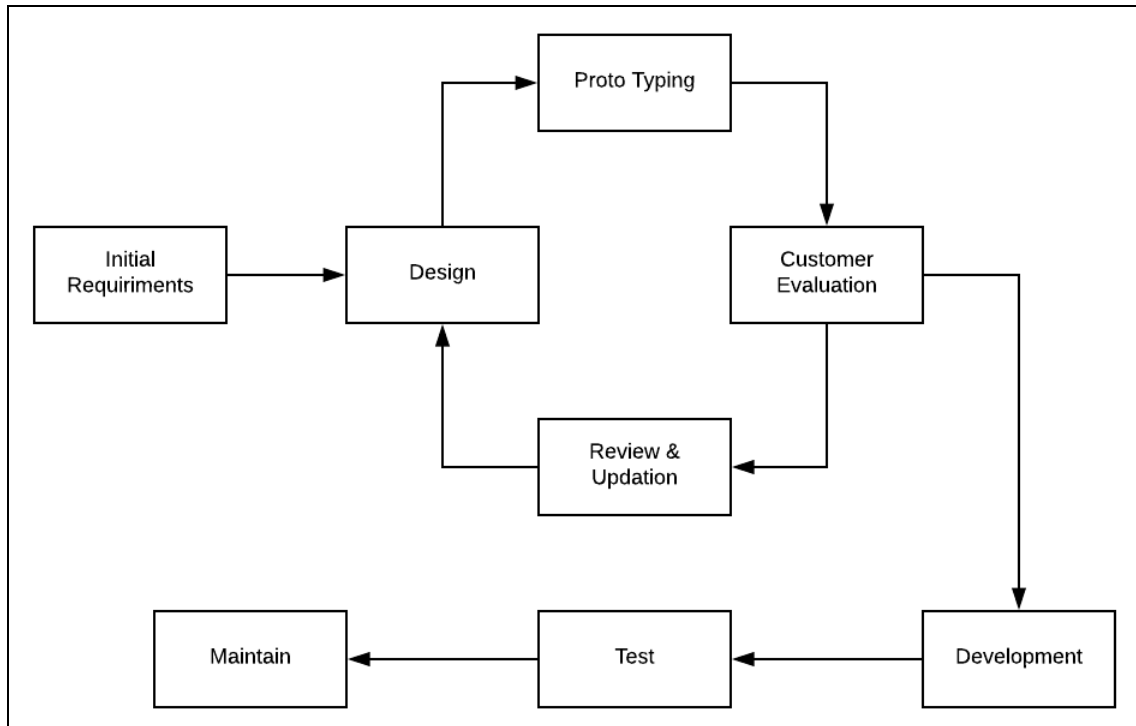 Proto Typing
Initial
Requiriments
Design
Customer
Evaluation
Review &
Updation
Maintain
Test
Development